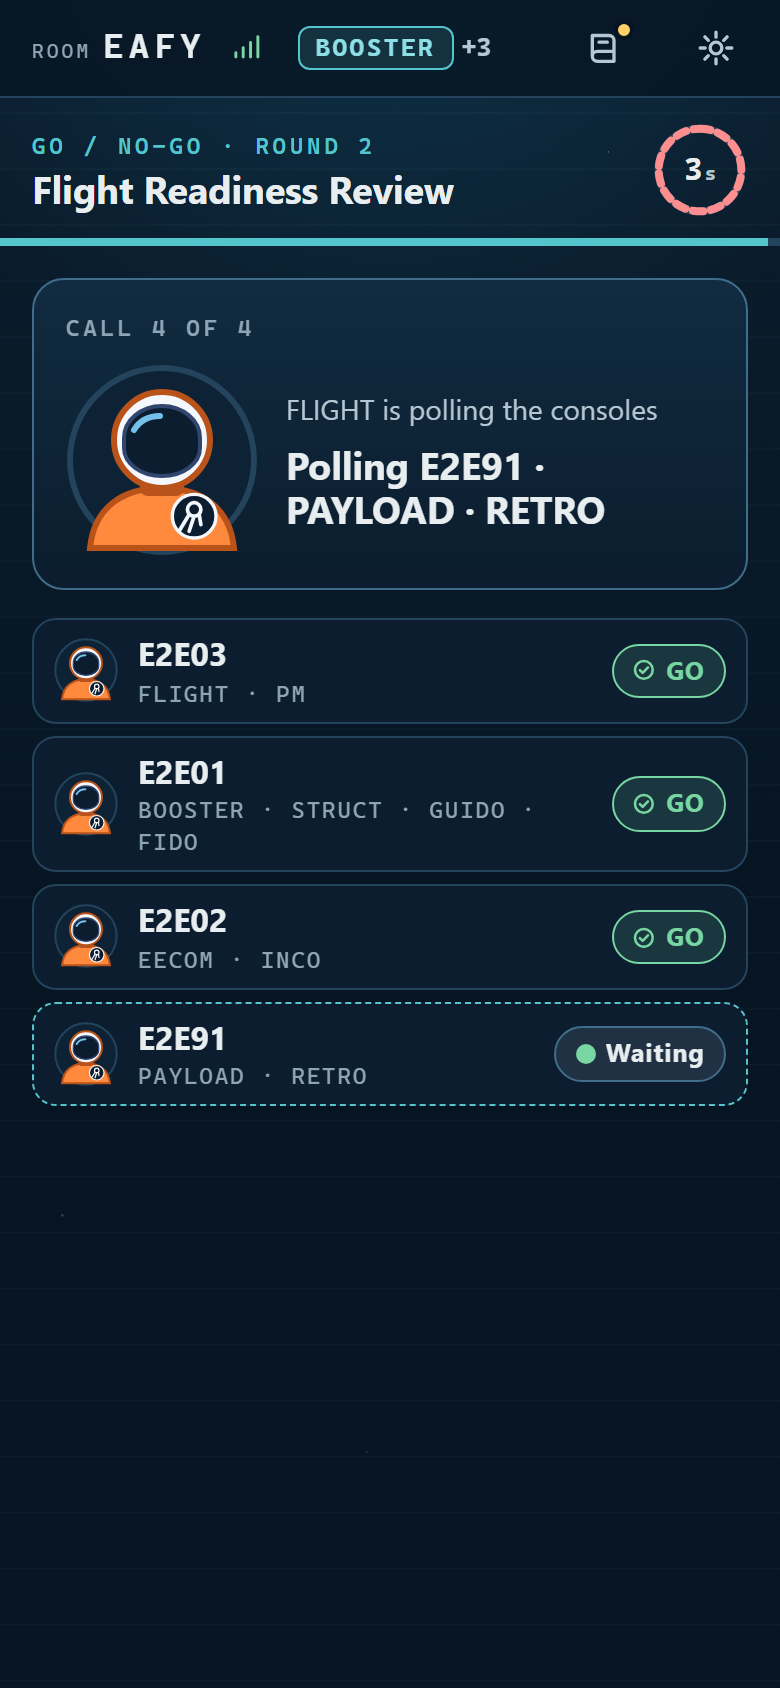 ROOM EAFY BOOSTER +3
GO / NO-GO · ROUND 2
Flight Readiness Review
3s
CALL 4 OF 4
FLIGHT is polling the consoles
Polling E2E91 ·
PAYLOAD · RETRO
E2E03
FLIGHT · PM
GO
E2E01
BOOSTER · STRUCT · GUIDO ·
FIDO
GO
E2E02
EECOM · INCO
GO
E2E91
PAYLOAD · RETRO
Waiting